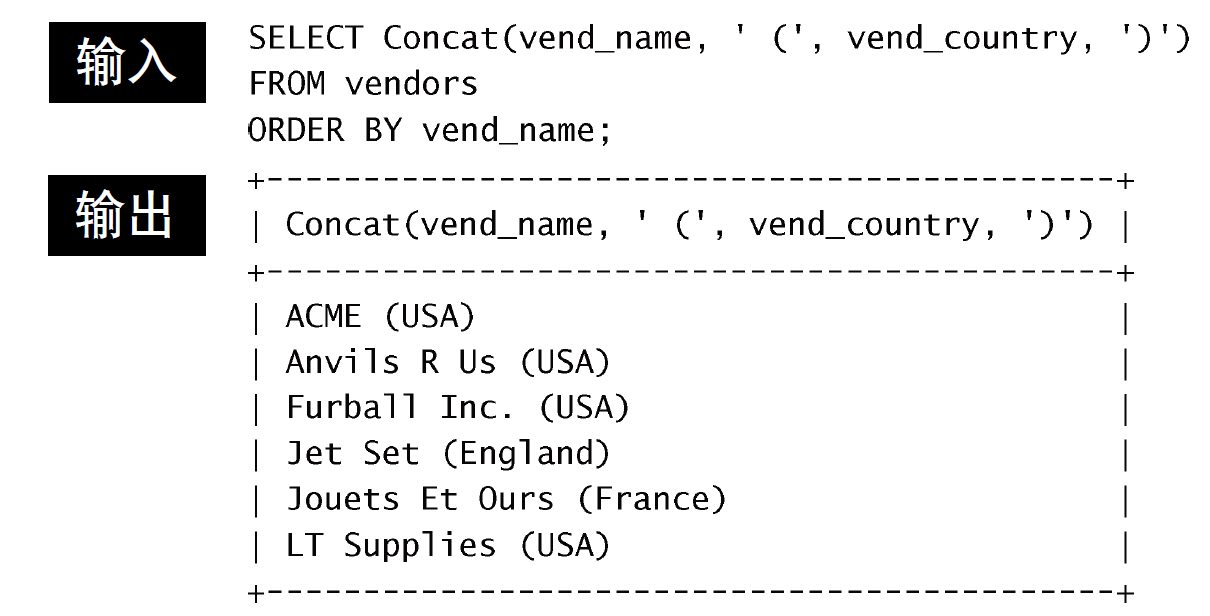 输入
SELECT Concat(vend_name, ' (', vend_country, ')')
FROM vendors
ORDER BY vend_name;
输出
+--------------------------------------------+
| Concat(vend_name, ' (', vend_country, ')') |
+--------------------------------------------+
| ACME (USA)                                 |
| Anvils R Us (USA)                          |
| Furball Inc. (USA)                         |
| Jet Set (England)                          |
| Jouets Et Ours (France)                    |
| LT Supplies (USA)                          |
+--------------------------------------------+